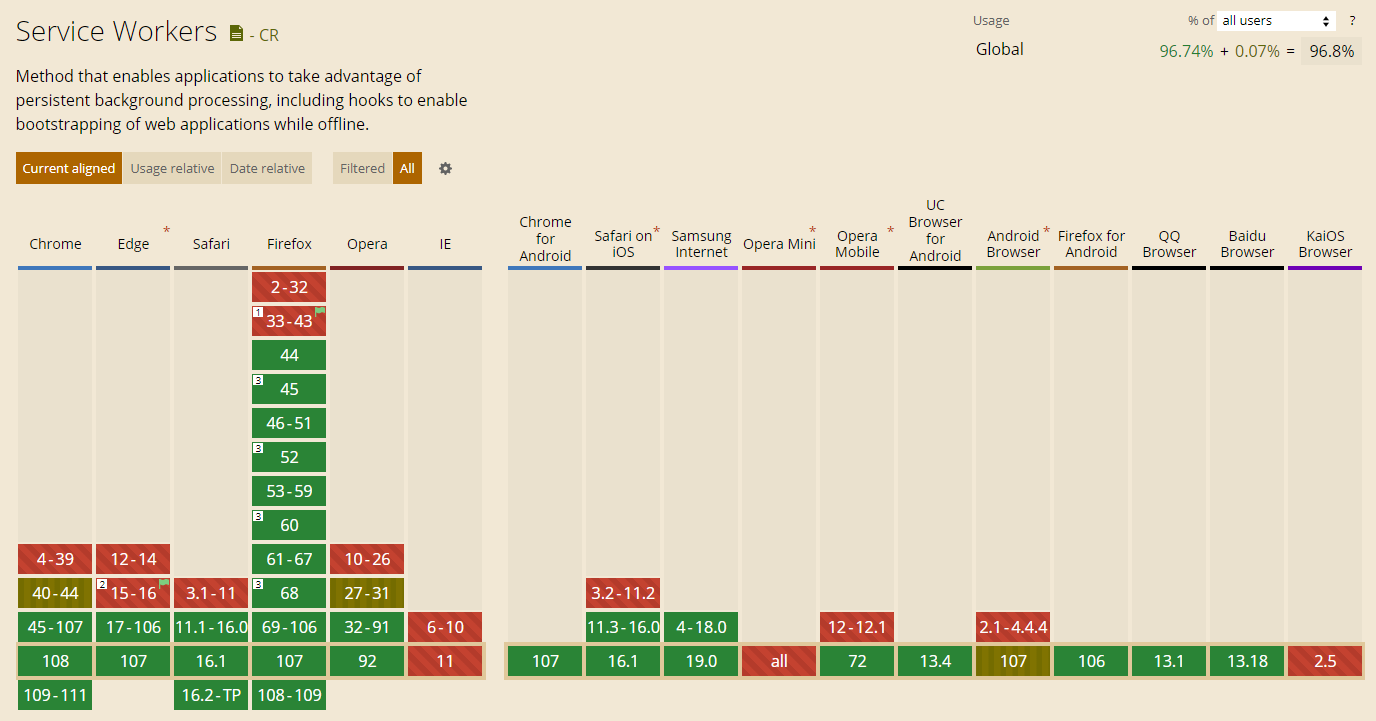 Service Workers - CR
Usage % of all users ?
Global 96.74% + 0.07% = 96.8%
Method that enables applications to take advantage of
persistent background processing, including hooks to enable
bootstrapping of web applications while offline.
Current aligned Usage relative Date relative Filtered All
Chrome Edge * Safari Firefox Opera IE
Chrome for Android Safari on iOS * Samsung Internet Opera Mini * Opera Mobile * UC Browser for Android Android Browser * Firefox for Android QQ Browser Baidu Browser KaiOS Browser
2-32
1 33-43
44
3 45
46-51
3 52
53-59
3 60
4-39 12-14 61-67 10-26
40-44 2 15-16 3.1-11 3 68 27-31 3.2-11.2
45-107 17-106 11.1-16.0 69-106 32-91 6-10 11.3-16.0 4-18.0 12-12.1 2.1-4.4.4
108 107 16.1 107 92 11 107 16.1 19.0 all 72 13.4 107 106 13.1 13.18 2.5
109-111 16.2-TP 108-109